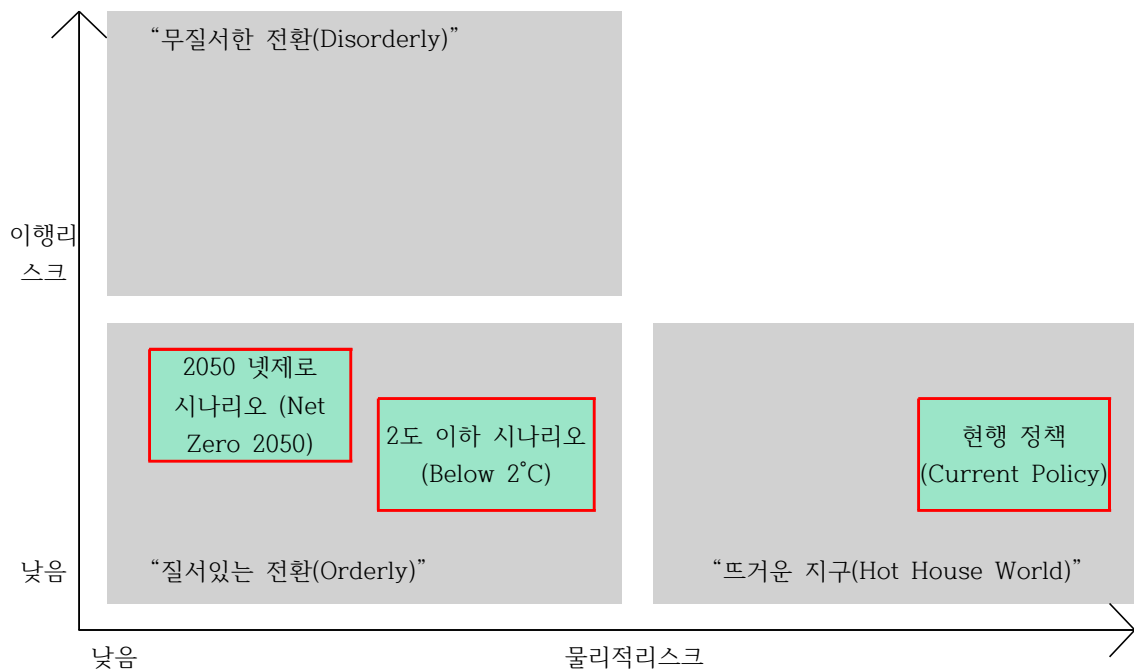 “무질서한 전환(Disorderly)”
이행리
스크
2050 넷제로
시나리오 (Net
Zero 2050)
2도 이하 시나리오
(Below 2°C)
현행 정책
(Current Policy)
낮음
“질서있는 전환(Orderly)”
“뜨거운 지구(Hot House World)”
낮음
물리적리스크